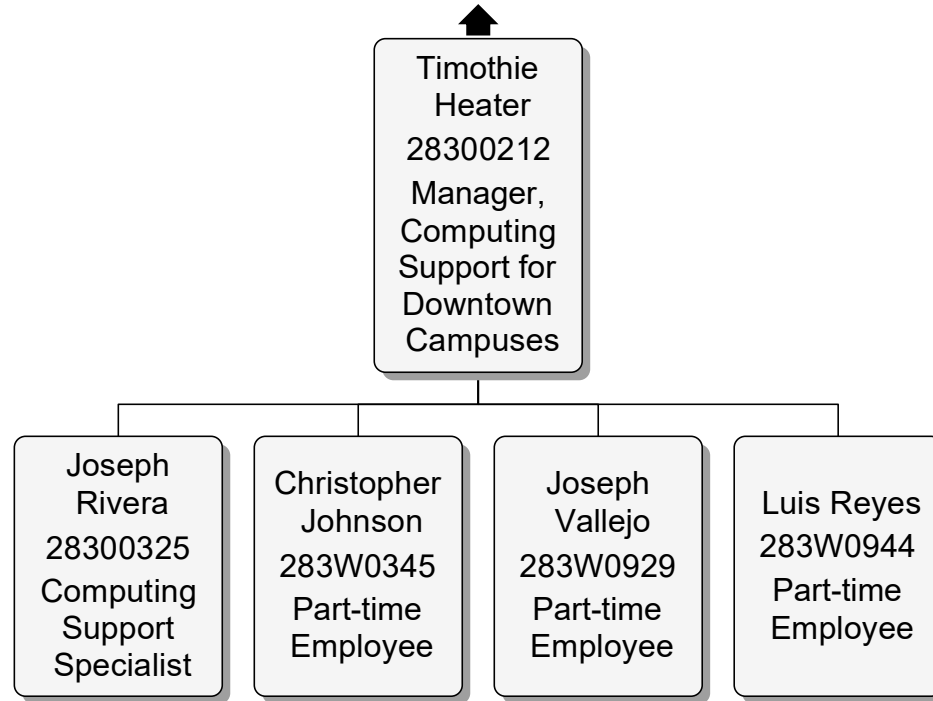 Timothie
Heater
28300212
Manager,
Computing
Support for
Downtown
Campuses
Joseph
Rivera
28300325
Computing
Support
Specialist
Christopher
Johnson
283W0345
Part-time
Employee
Joseph
Vallejo
283W0929
Part-time
Employee
Luis Reyes
283W0944
Part-time
Employee